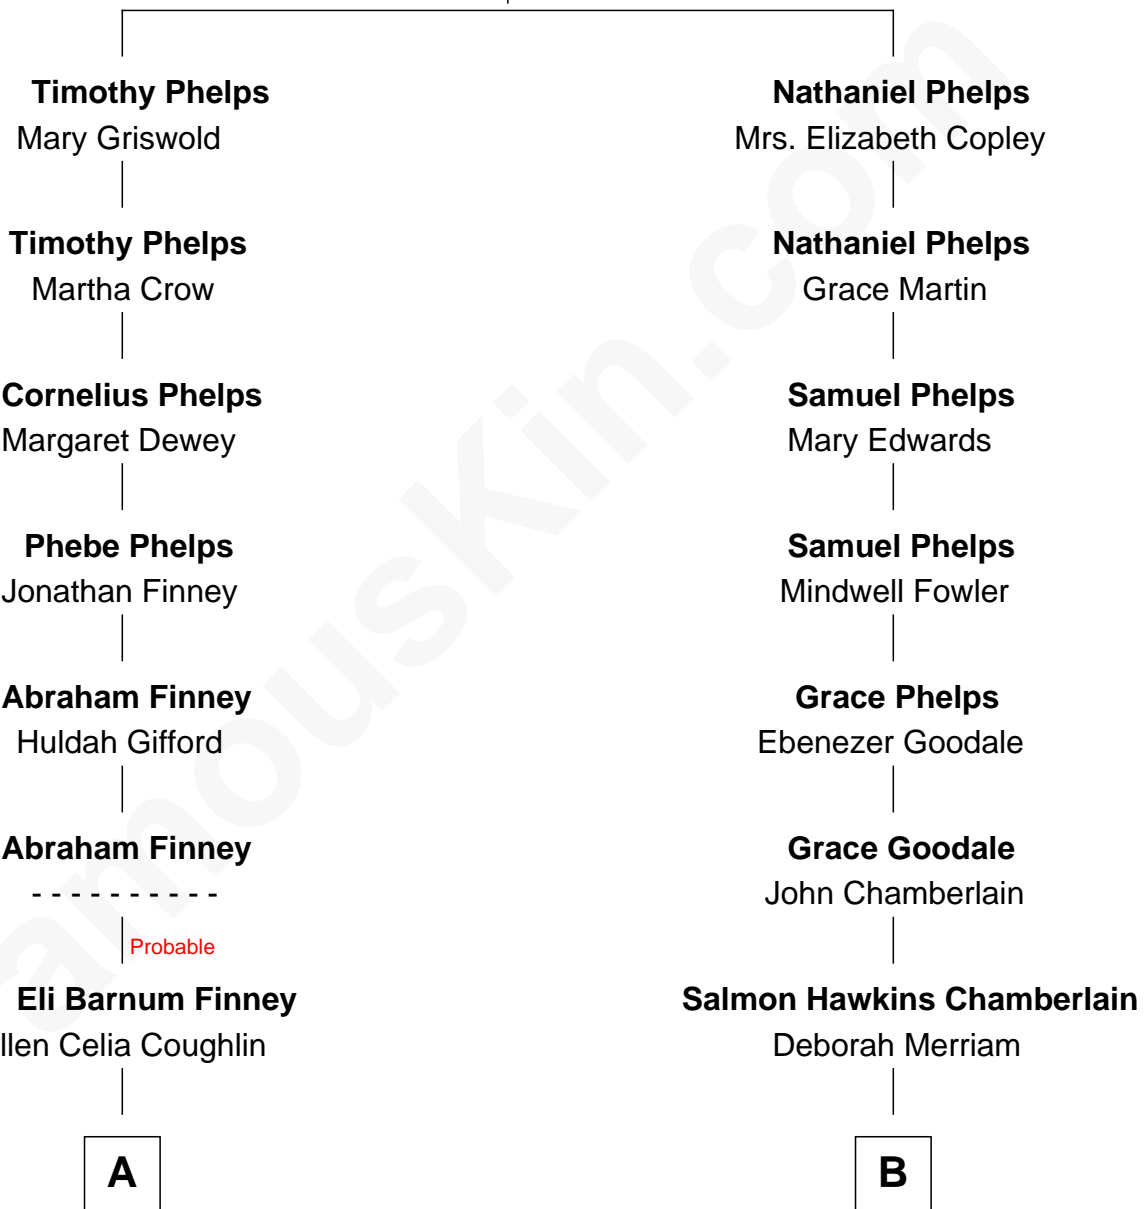 Timothy Phelps
Mary Griswold
Timothy Phelps
Martha Crow
Cornelius Phelps
Margaret Dewey
Phebe Phelps
Jonathan Finney
Abraham Finney
Huldah Gifford
Abraham Finney
- - - - - - - - - -
Probable
Eli Barnum Finney
llen Celia Coughlin
A
Nathaniel Phelps
Mrs. Elizabeth Copley
Nathaniel Phelps
Grace Martin
Samuel Phelps
Mary Edwards
Samuel Phelps
Mindwell Fowler
Grace Phelps
Ebenezer Goodale
Grace Goodale
John Chamberlain
Salmon Hawkins Chamberlain
Deborah Merriam
B
amousKin.com